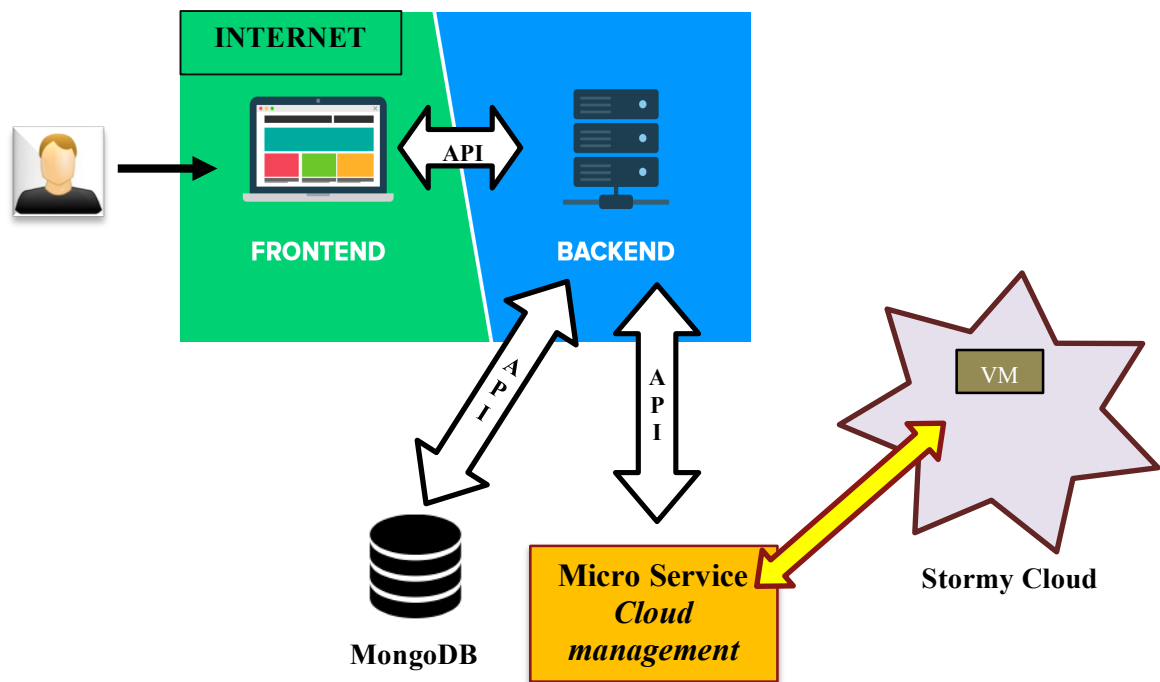 INTERNET
API
FRONTEND
BACKEND
API
API
VM
Micro Service
Cloud
management
Stormy Cloud
MongoDB